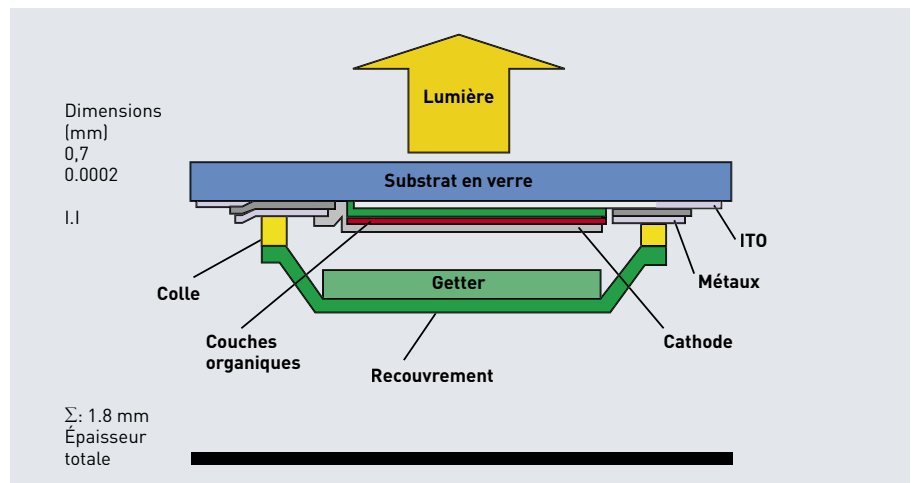 Lumière
Dimensions
(mm)
0,7
0.0002
I.I
Substrat en verre
ITO
Métaux
Colle
Getter
Couches
organiques
Cathode
Recouvrement
Σ: 1.8 mm
Épaisseur
totale